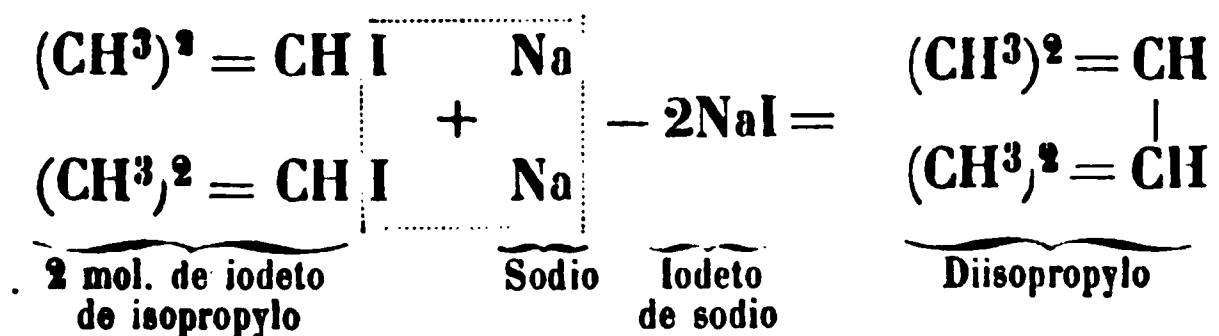 (CH³)² = CH I Na (CH³)² = CH
+ — 2NaI = |
(CH³)² = CH I Na (CH³)² = CH
2 mol. de iodeto Sodio Iodeto Diisopropylo
de isopropylo de sodio